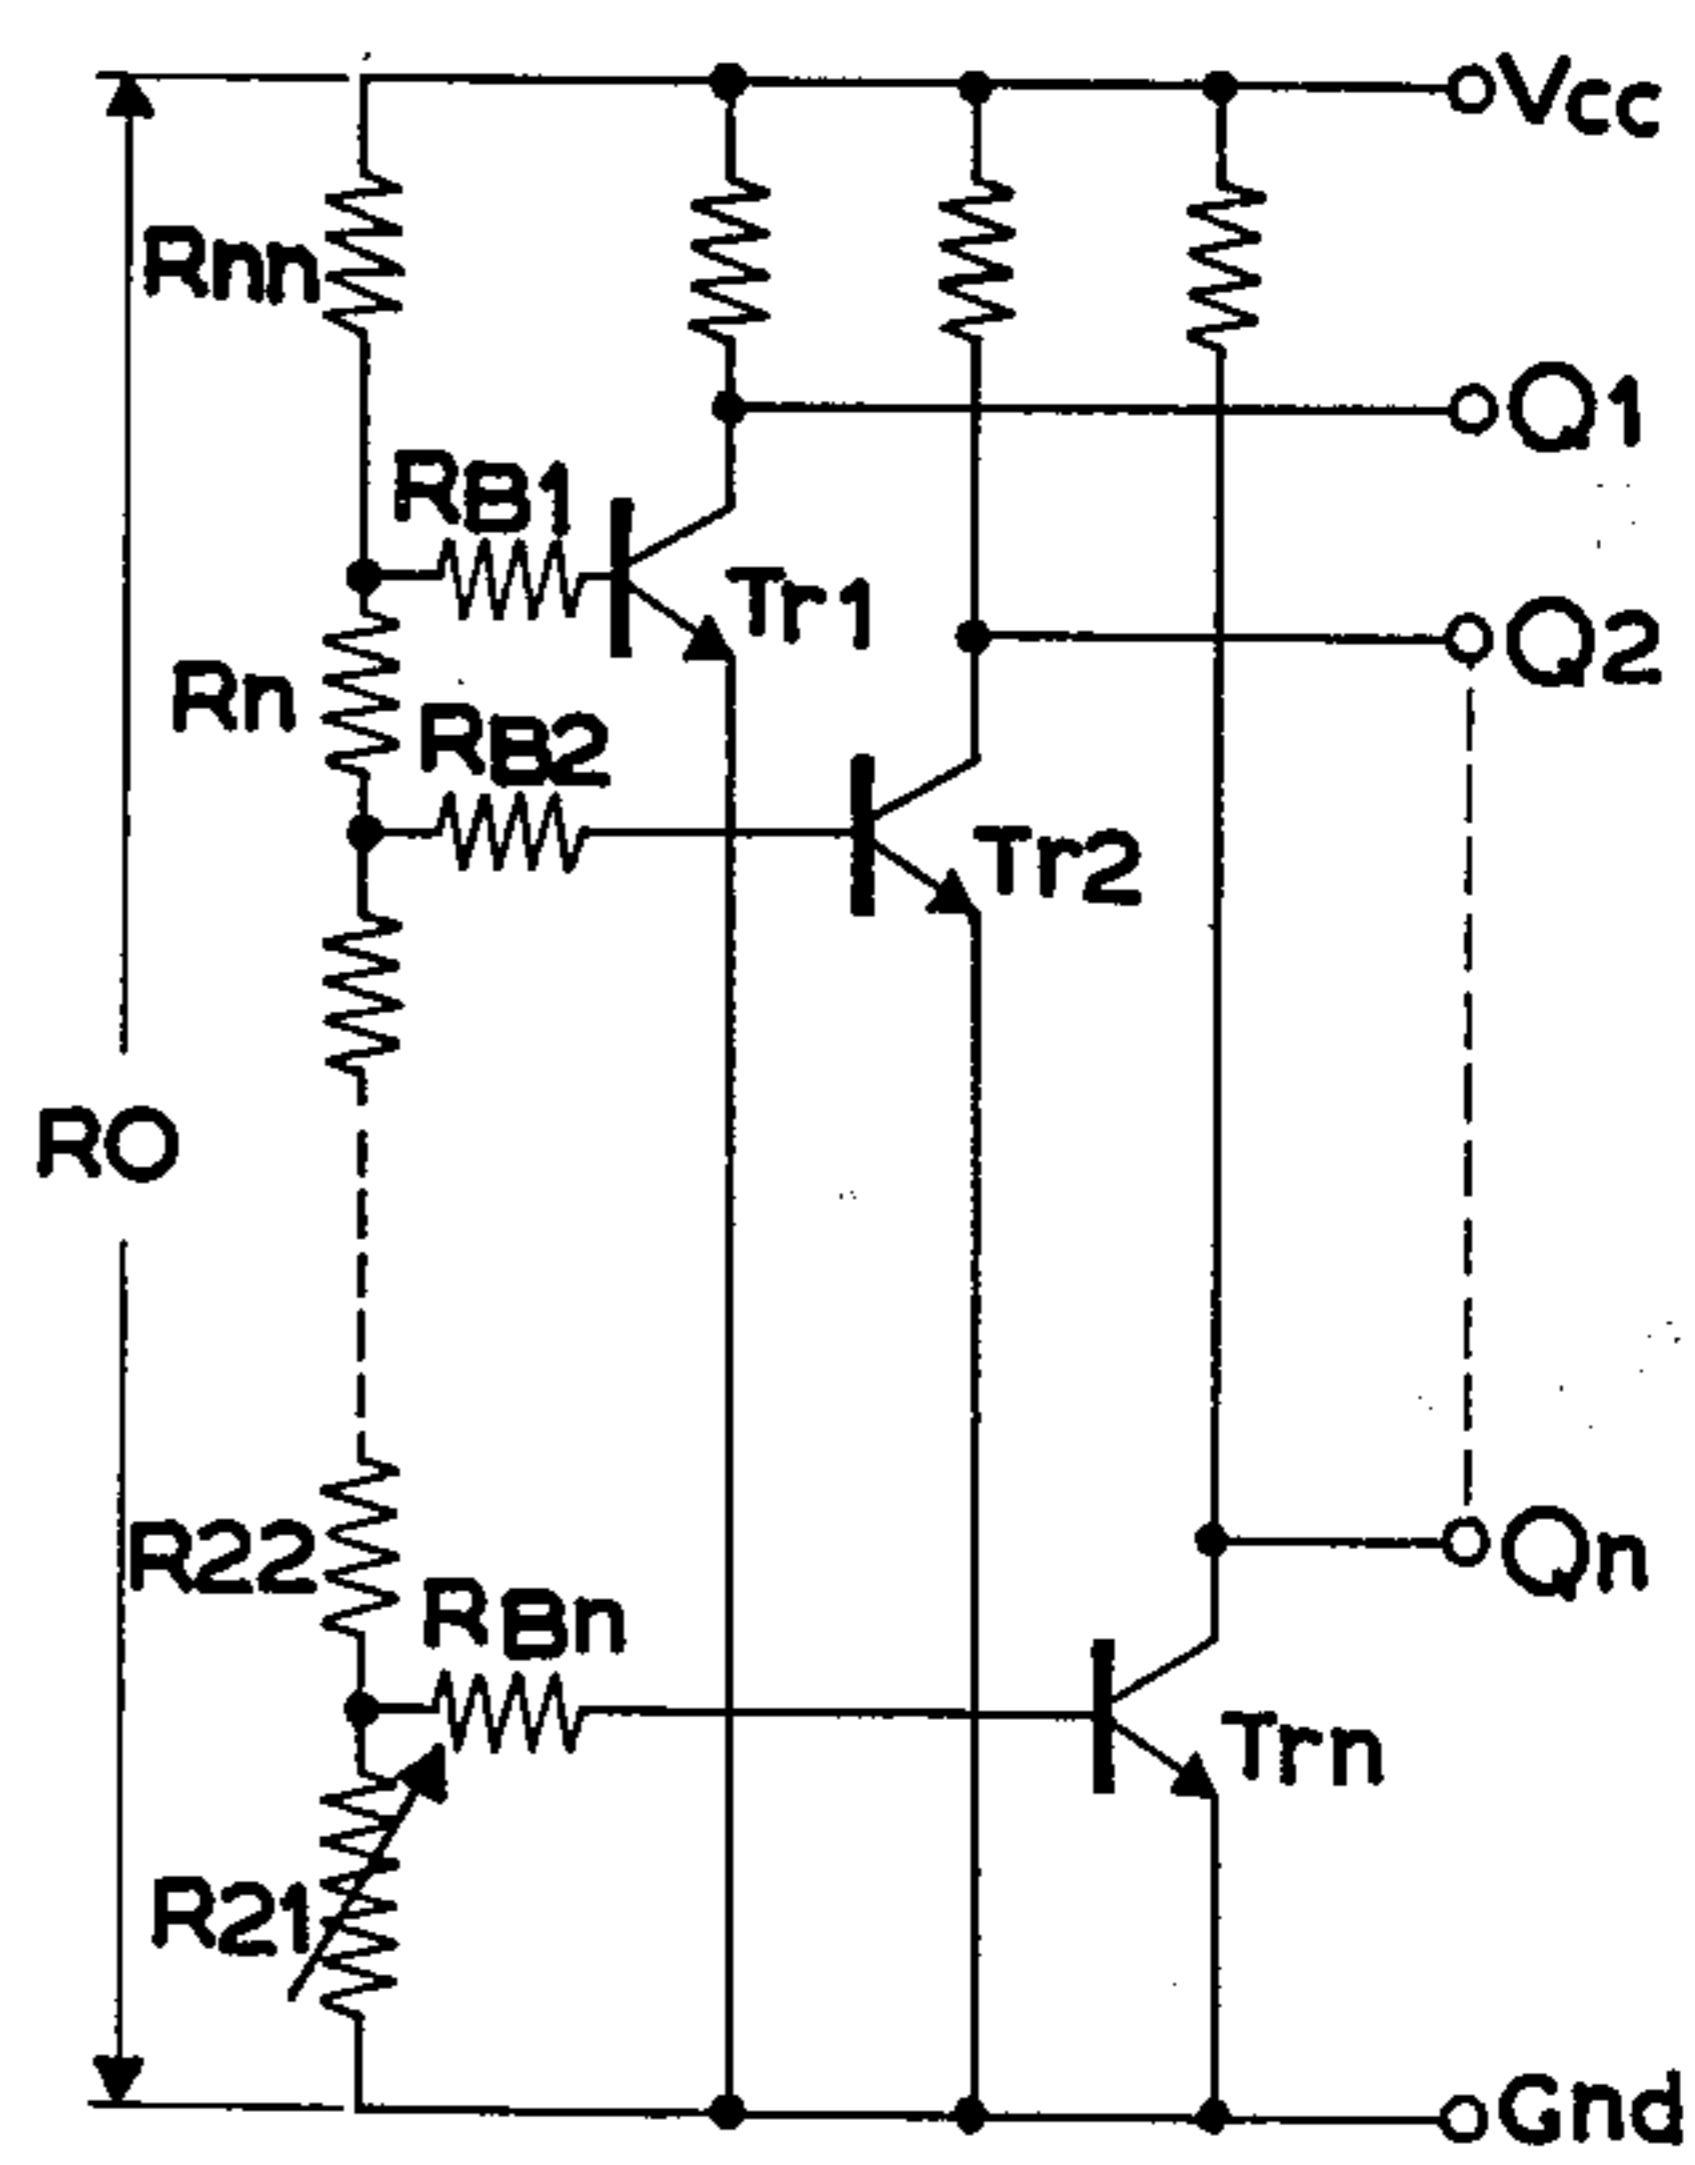 Vcc
Rnn
Q1
RB1
Tr1
Q2
Rn
RB2
Tr2
RO
R22
Qn
RBn
Trn
R21
Gnd